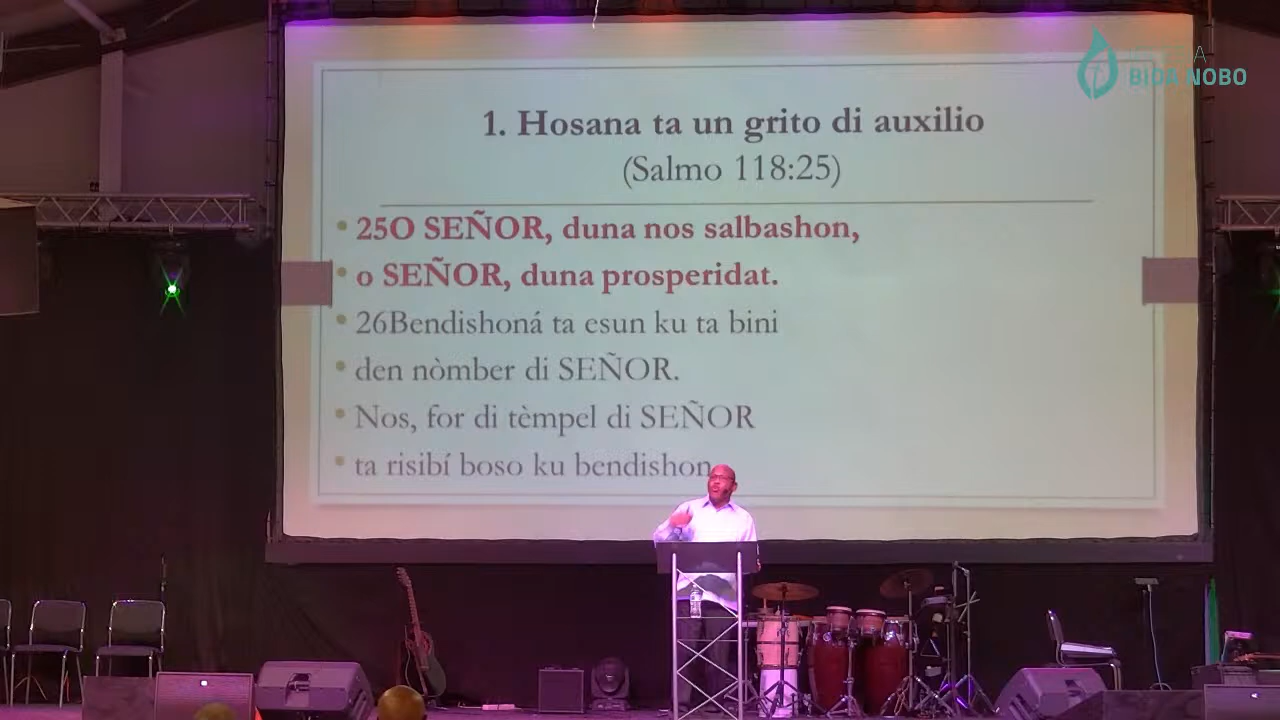 BIDA NOBO
1. Hosana ta un grito di auxilio
(Salmo 118:25)
• 25O SEÑOR, duna nos salbashon,
• o SEÑOR, duna prosperidat.
• 26Bendishoná ta esun ku ta bini
• den nòmber di SEÑOR.
• Nos, for di tèmpel di SEÑOR
• ta risibí boso ku bendishon